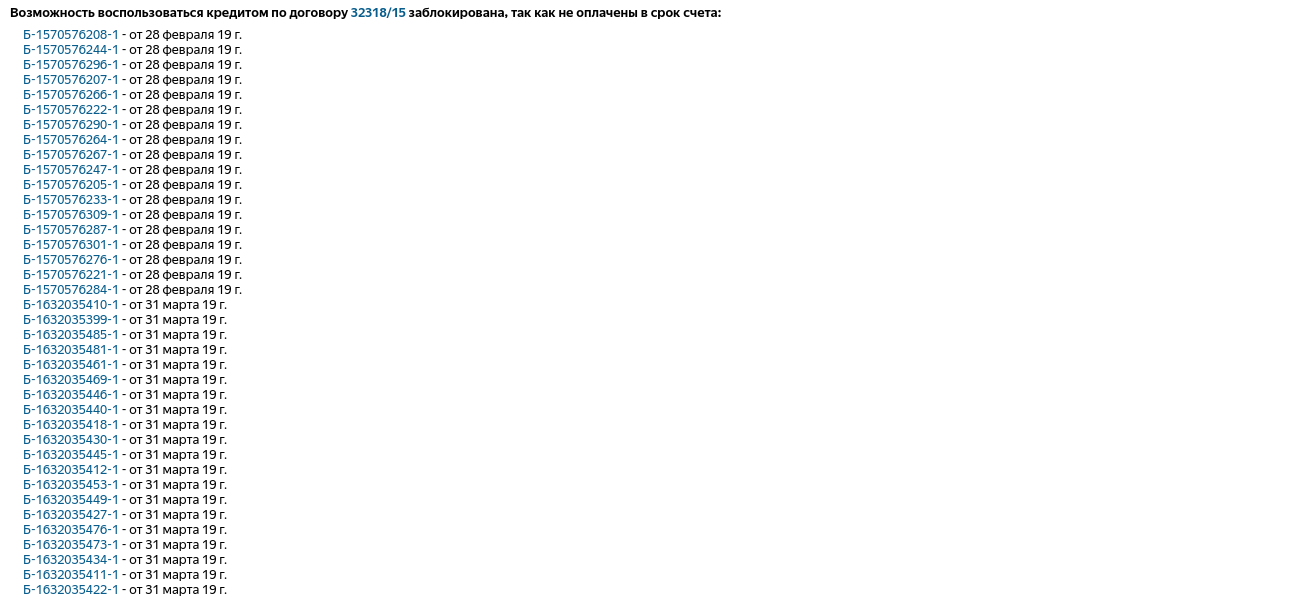 Возможность воспользоваться кредитом по договору 32318/15 заблокирована, так как не оплачены в срок счета:
Б-1570576208-1 - от 28 февраля 19 г.
Б-1570576244-1 - от 28 февраля 19 г.
Б-1570576296-1 - от 28 февраля 19 г.
Б-1570576207-1 - от 28 февраля 19 г.
Б-1570576266-1 - от 28 февраля 19 г.
Б-1570576222-1 - от 28 февраля 19 г.
Б-1570576290-1 - от 28 февраля 19 г.
Б-1570576264-1 - от 28 февраля 19 г.
Б-1570576267-1 - от 28 февраля 19 г.
Б-1570576247-1 - от 28 февраля 19 г.
Б-1570576205-1 - от 28 февраля 19 г.
Б-1570576233-1 - от 28 февраля 19 г.
Б-1570576309-1 - от 28 февраля 19 г.
Б-1570576287-1 - от 28 февраля 19 г.
Б-1570576301-1 - от 28 февраля 19 г.
Б-1570576276-1 - от 28 февраля 19 г.
Б-1570576221-1 - от 28 февраля 19 г.
Б-1570576284-1 - от 28 февраля 19 г.
Б-1632035410-1 - от 31 марта 19 г.
Б-1632035399-1 - от 31 марта 19 г.
Б-1632035485-1 - от 31 марта 19 г.
Б-1632035481-1 - от 31 марта 19 г.
Б-1632035461-1 - от 31 марта 19 г.
Б-1632035469-1 - от 31 марта 19 г.
Б-1632035446-1 - от 31 марта 19 г.
Б-1632035440-1 - от 31 марта 19 г.
Б-1632035418-1 - от 31 марта 19 г.
Б-1632035430-1 - от 31 марта 19 г.
Б-1632035445-1 - от 31 марта 19 г.
Б-1632035412-1 - от 31 марта 19 г.
Б-1632035453-1 - от 31 марта 19 г.
Б-1632035449-1 - от 31 марта 19 г.
Б-1632035427-1 - от 31 марта 19 г.
Б-1632035476-1 - от 31 марта 19 г.
Б-1632035473-1 - от 31 марта 19 г.
Б-1632035434-1 - от 31 марта 19 г.
Б-1632035411-1 - от 31 марта 19 г.
Б-1632035422-1 - от 31 марта 19 г.